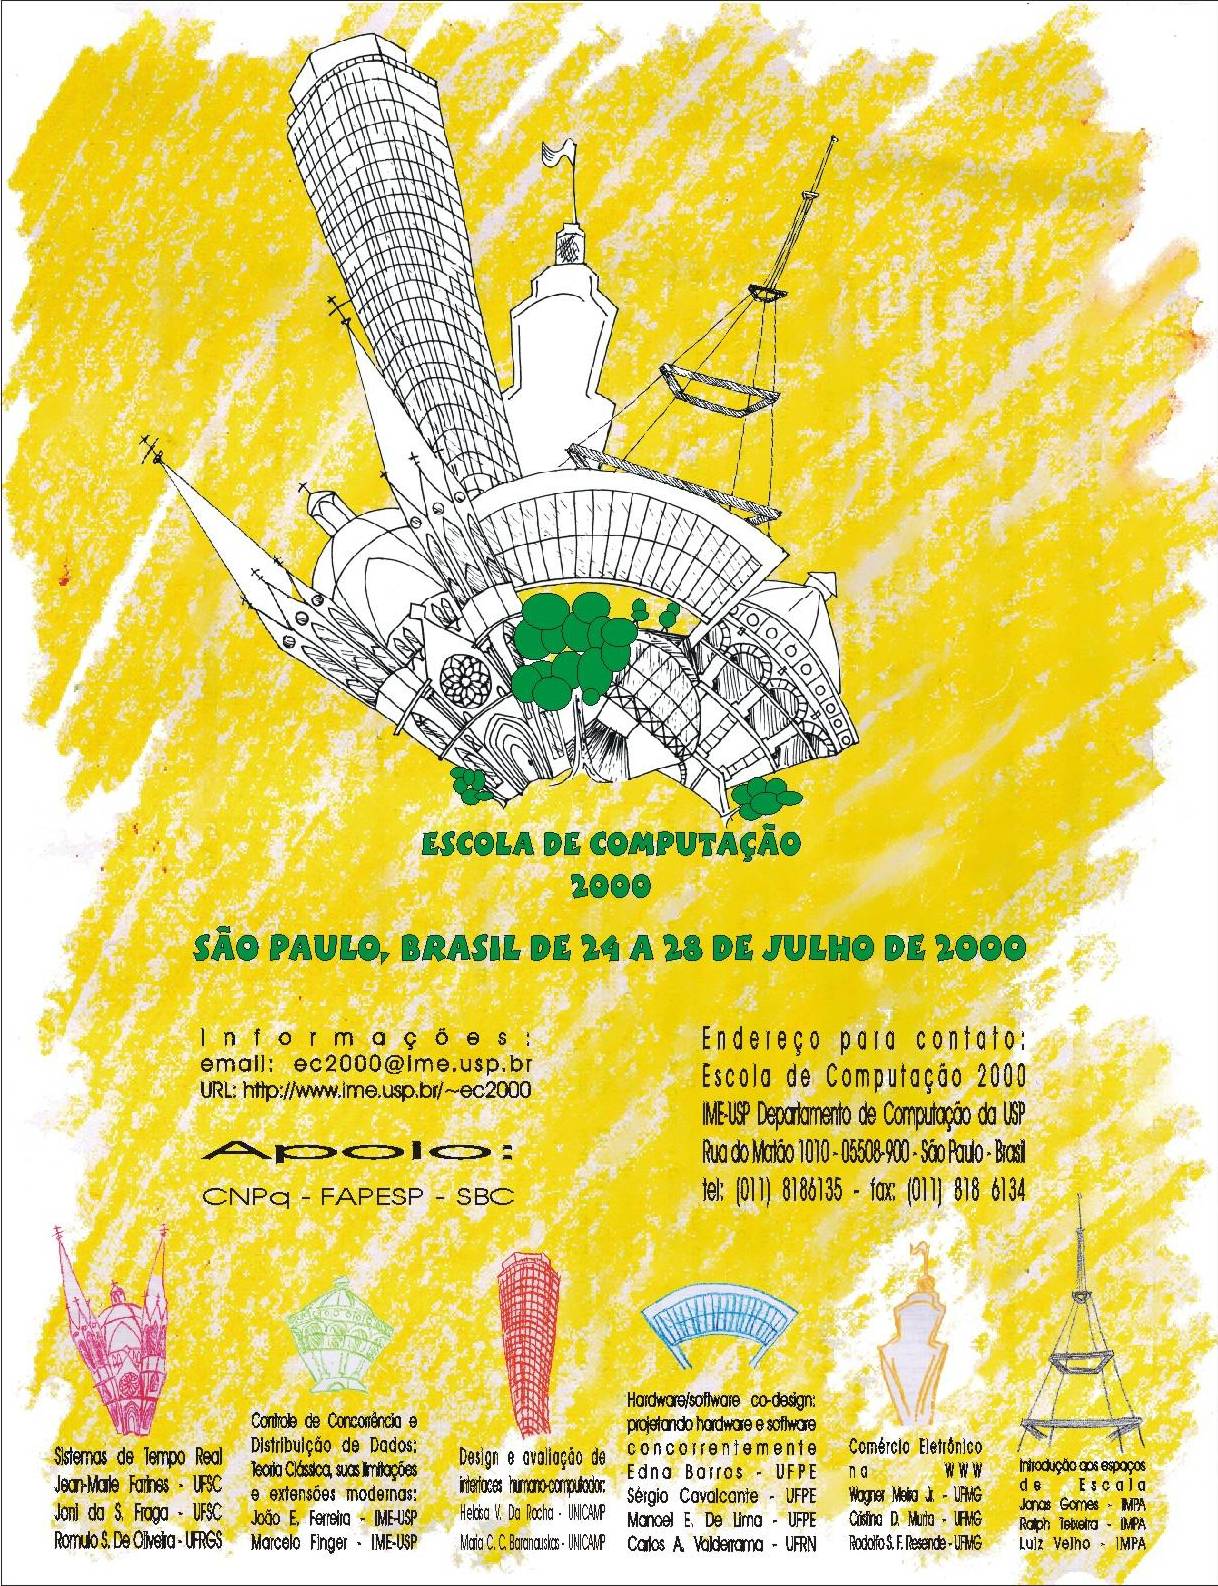 ESCOLA DE COMPUTAÇÃO
2000
SÃO PAULO, BRASIL DE 24 A 28 DE JULHO DE 2000
Informações:
email: ec2000@ime.usp.br
URL: http://www.ime.usp.br/~ec2000
Apoio:
CNPq - FAPESP - SBC
Endereço para contato:
Escola de Computação 2000
IME-USP Departamento de Computação da USP
Rua do Matão 1010 - 05508-900 - São Paulo - Brasil
tel: (011) 8186135 - fax: (011) 818 6134
Sistemas de Tempo Real
Jean-Marie Farines - UFSC
Joni da S. Fraga - UFSC
Romulo S. De Oliveira - UFRGS
Controle de Concorrência e
Distribuição de Dados:
Teoria Clássica, suas limitações
e extensões modernas:
João E. Ferreira - IME-USP
Marcelo Finger - IME-USP
Design e avaliação de
interfaces humano-computador:
Heloísa V. Da Rocha - UNICAMP
Maria C. C. Baranauskas - UNICAMP
Hardware/software co-design:
projetando hardware e software
concorrentemente
Edna Barros - UFPE
Sérgio Cavalcante - UFPE
Manoel E. De Lima - UFPE
Carlos A. Valderrama - UFRN
Comércio Eletrônico
na WWW
Wagner Meira Jr. - UFMG
Cristina D. Murta - UFMG
Rodolfo S. F. Resende - UFMG
Introdução aos espaços
de Escala
Jonas Gomes - IMPA
Ralph Teixeira - IMPA
Luiz Velho - IMPA